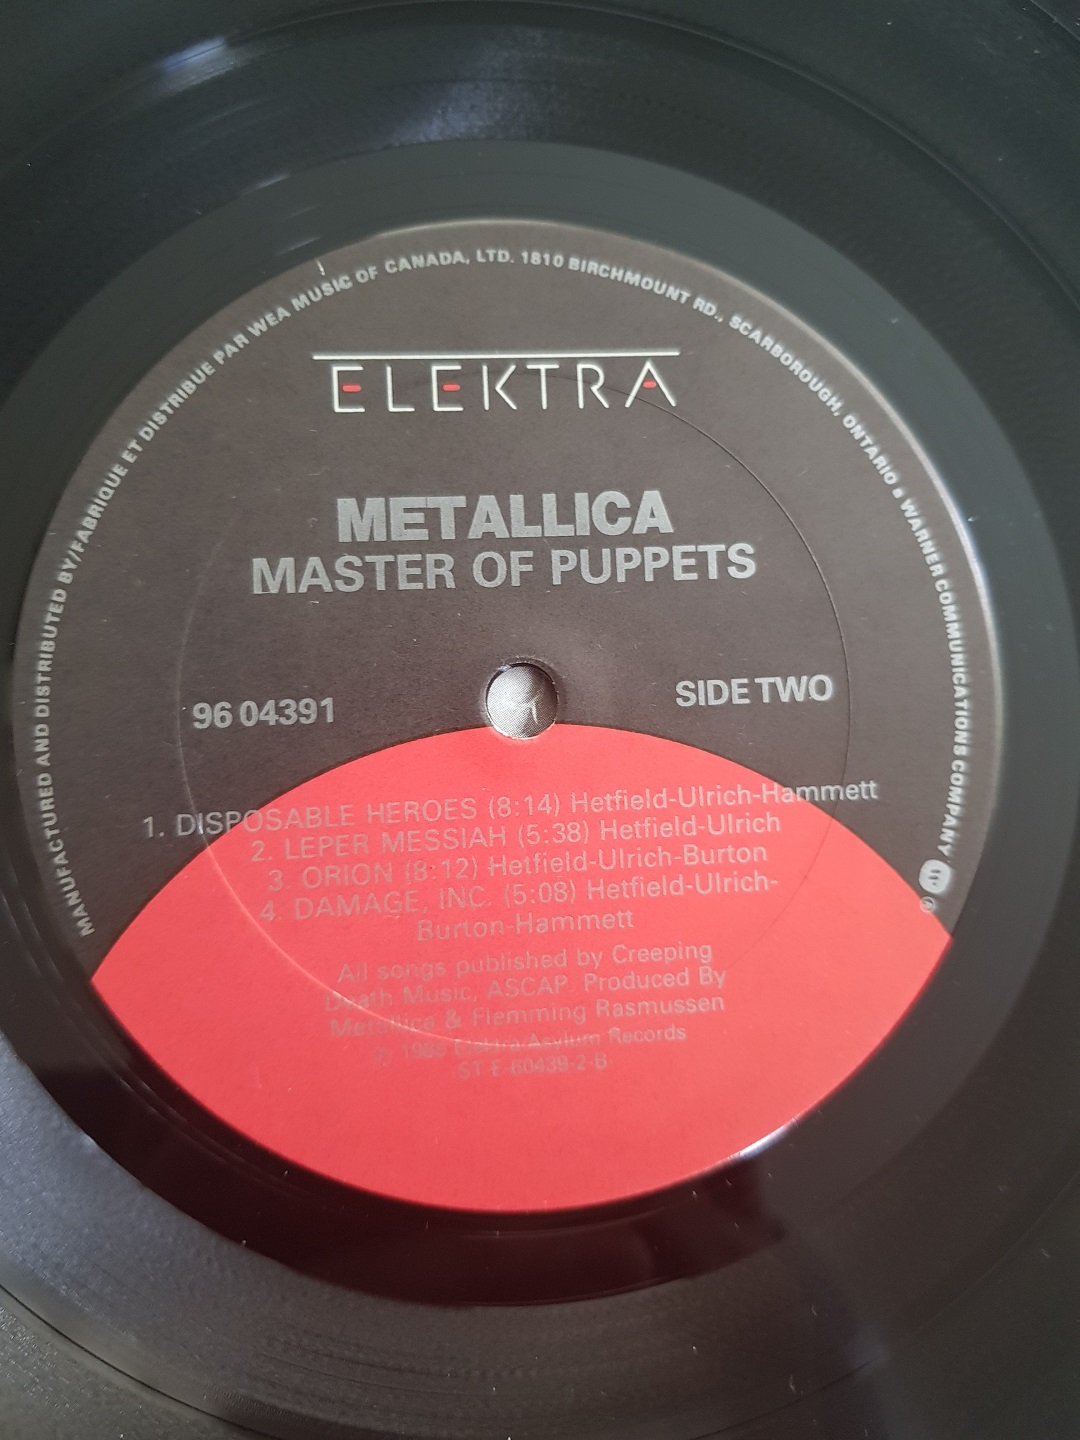 MANUFACTURED AND DISTRIBUTED BY/FABRIQUE ET DISTRIBUE PAR WEA MUSIC OF CANADA, LTD. 1810 BIRCHMOUNT RD., SCARBOROUGH, ONTARIO • WARNER COMMUNICATIONS COMPANY
ELEKTRA
METALLICA
MASTER OF PUPPETS
96 04391
SIDE TWO
1. DISPOSABLE HEROES (8:14) Hetfield-Ulrich-Hammett
2. LEPER MESSIAH (5:38) Hetfield-Ulrich
3. ORION (8:12) Hetfield-Ulrich-Burton
4. DAMAGE, INC. (5:08) Hetfield-Ulrich-
Burton-Hammett
All songs published by Creeping
Death Music, ASCAP. Produced By
Metallica & Flemming Rasmussen
℗ 1986 Elektra/Asylum Records
ST-E-60439-2-B